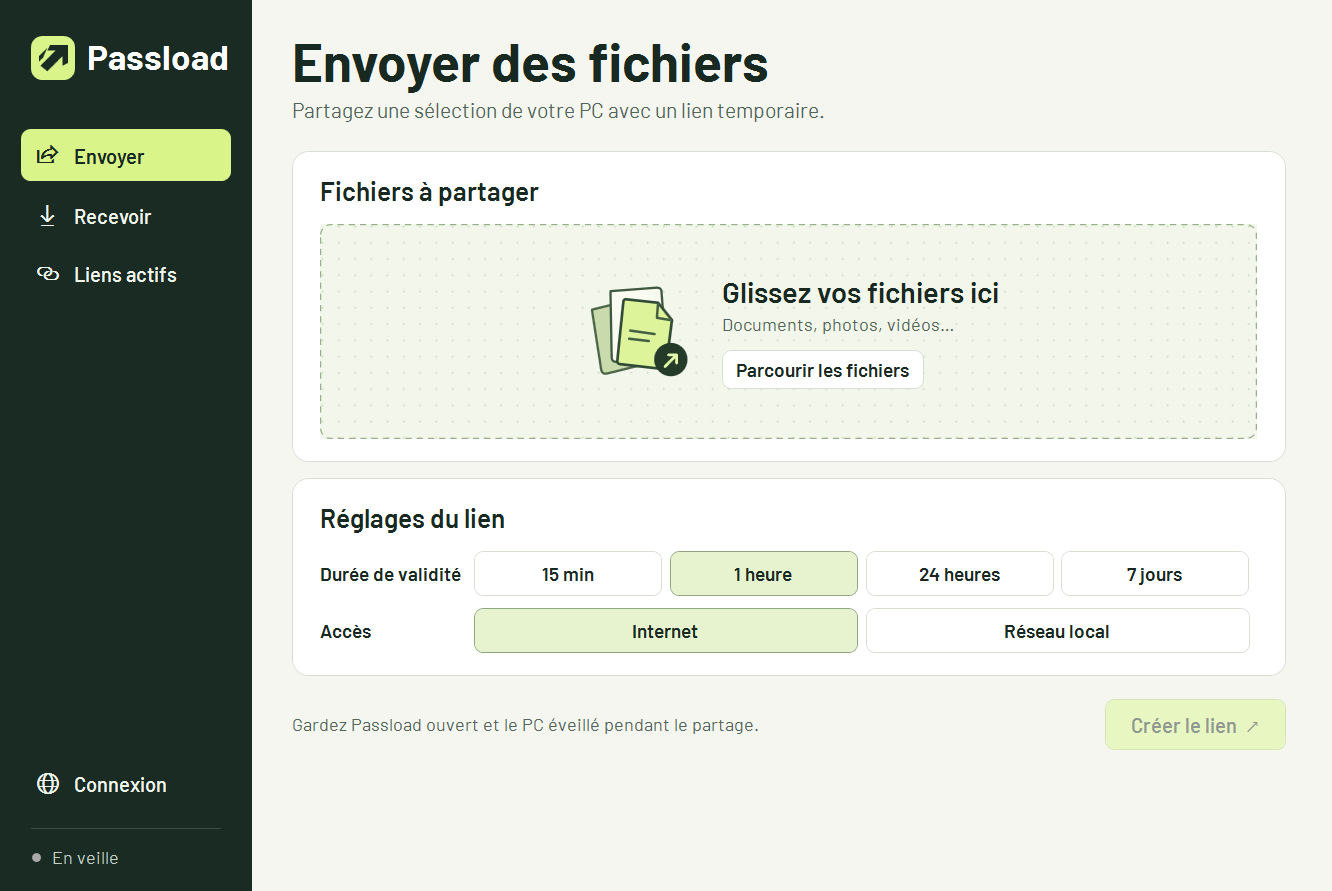 Passload
Envoyer
Recevoir
Liens actifs
Connexion
En veille
Envoyer des fichiers
Partagez une sélection de votre PC avec un lien temporaire.
Fichiers à partager
Glissez vos fichiers ici
Documents, photos, vidéos...
Parcourir les fichiers
Réglages du lien
Durée de validité 15 min 1 heure 24 heures 7 jours
Accès Internet Réseau local
Gardez Passload ouvert et le PC éveillé pendant le partage.
Créer le lien ↗